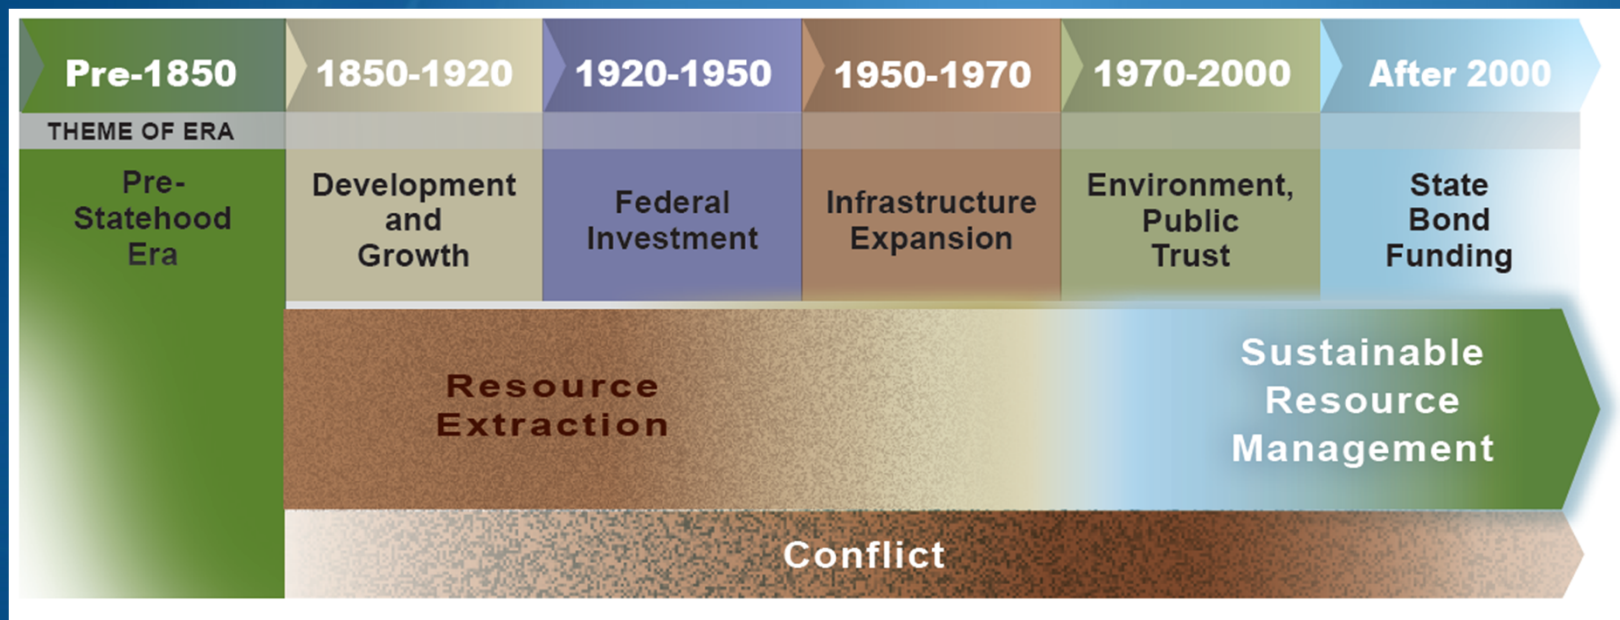 Pre-1850
1850-1920
1920-1950
1950-1970
1970-2000
After 2000
THEME OF ERA
Pre-
Statehood
Era
Development
and
Growth
Federal
Investment
Infrastructure
Expansion
Environment,
Public
Trust
State
Bond
Funding
Resource
Extraction
Sustainable
Resource
Management
Conflict